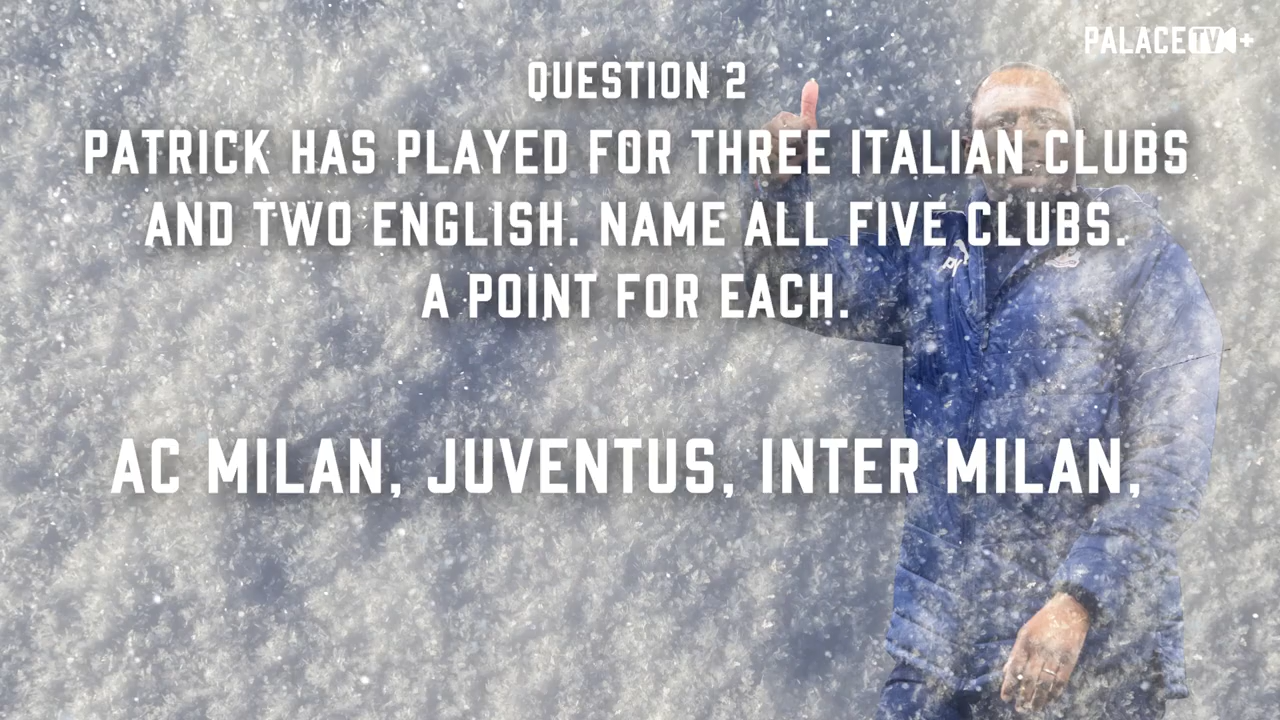 PALACE TV+
QUESTION 2
PATRICK HAS PLAYED FOR THREE ITALIAN CLUBS
AND TWO ENGLISH. NAME ALL FIVE CLUBS.
A POINT FOR EACH.
AC MILAN, JUVENTUS, INTER MILAN,